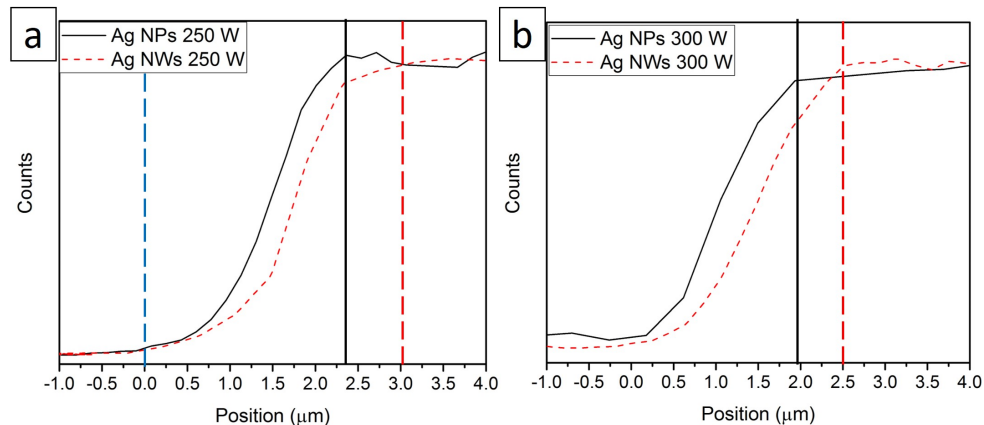 a
Ag NPs 250 W
Ag NWs 250 W
Counts
-1.0 -0.5 0.0 0.5 1.0 1.5 2.0 2.5 3.0 3.5 4.0
Position (μm)
b
Ag NPs 300 W
Ag NWs 300 W
Counts
-1.0 -0.5 0.0 0.5 1.0 1.5 2.0 2.5 3.0 3.5 4.0
Position (μm)